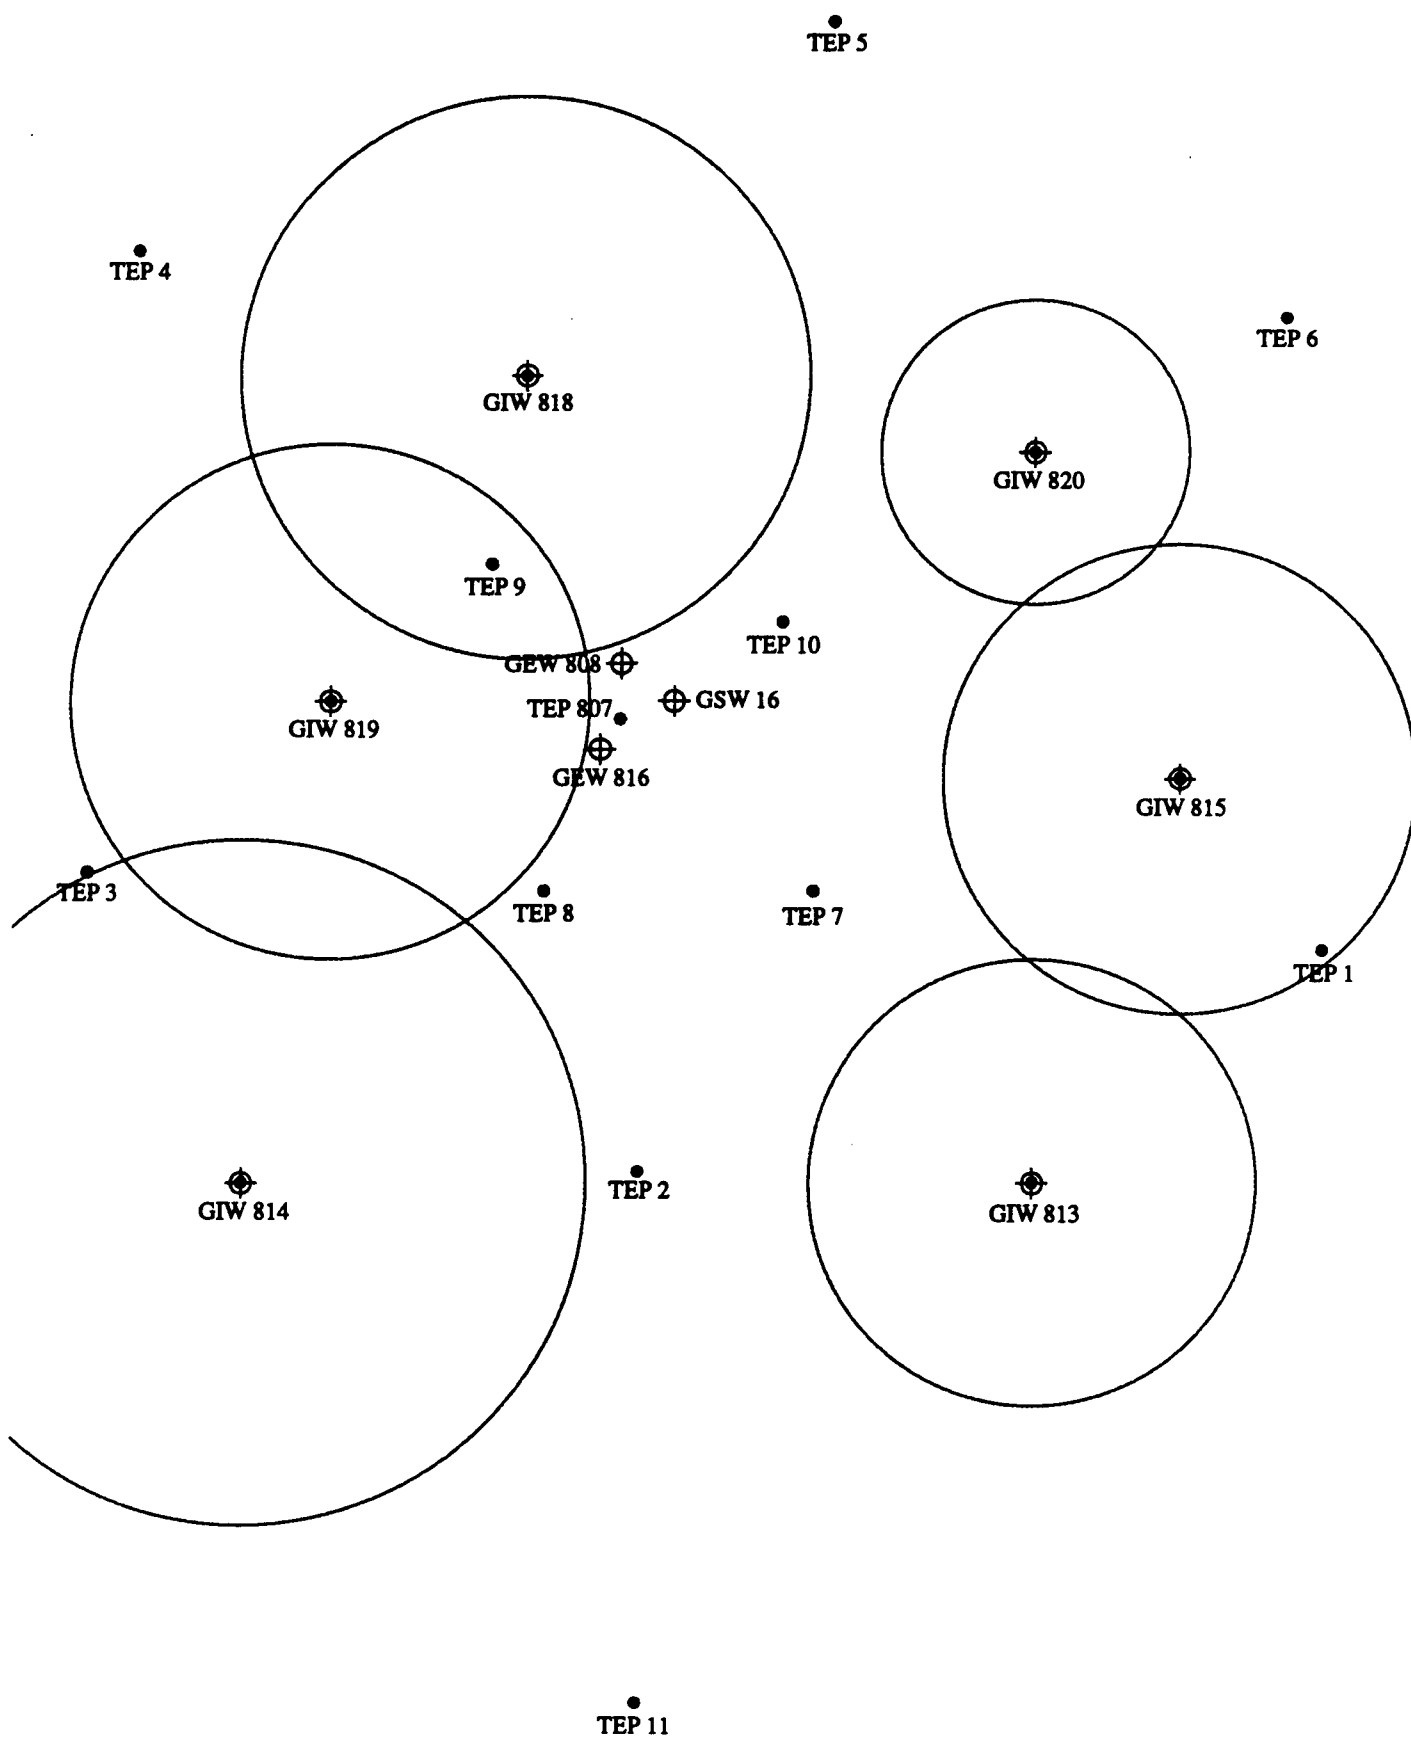 TEP 5
TEP 4
TEP 6
GIW 818
GIW 820
TEP 9
TEP 10
GEW 808
GSW 16
TEP 807
GIW 819
GEW 816
GIW 815
TEP 3
TEP 8
TEP 7
TEP 1
TEP 2
GIW 814
GIW 813
TEP 11